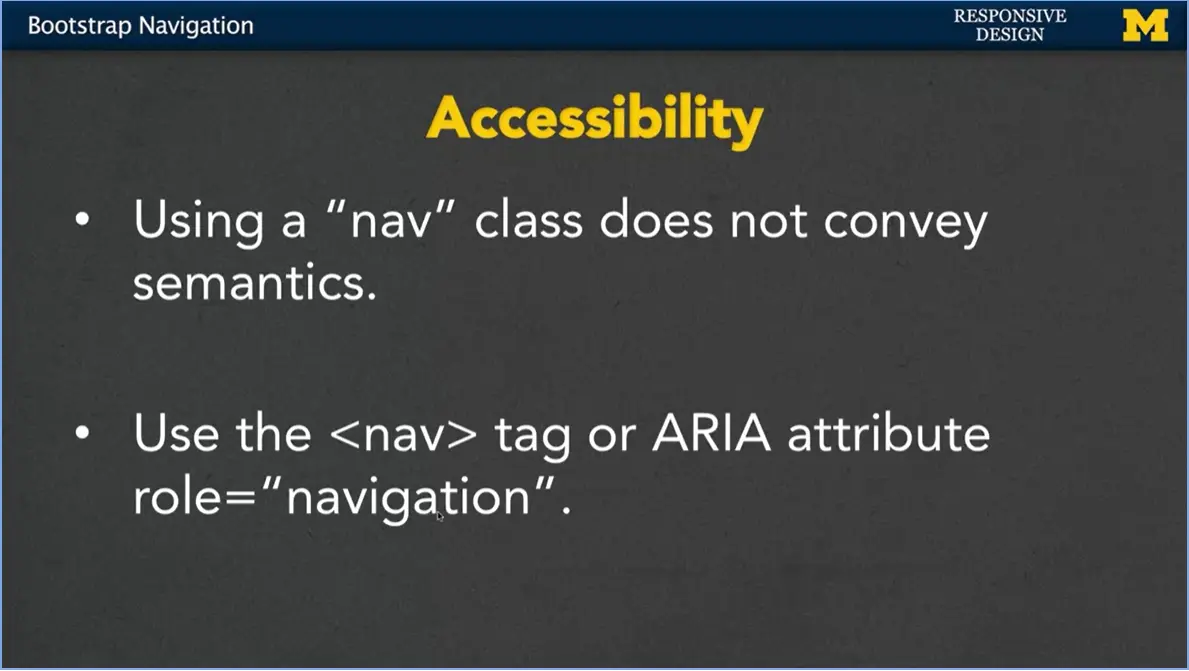 Bootstrap Navigation
RESPONSIVE
DESIGN
M
Accessibility
• Using a “nav” class does not convey
semantics.
• Use the <nav> tag or ARIA attribute
role=“navigation”.